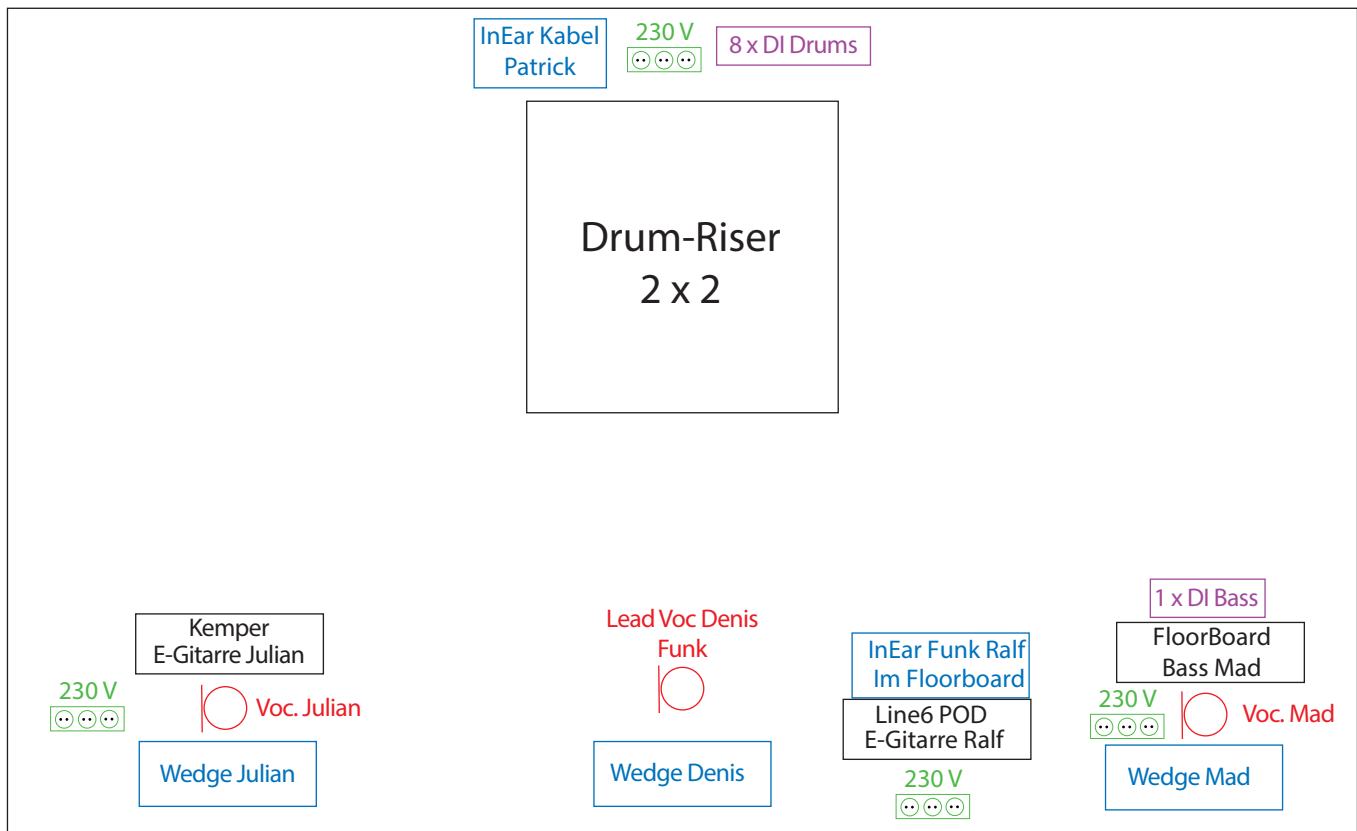 InEar Kabel
Patrick
230 V
8 x DI Drums
Drum-Riser
2 x 2
Kemper
E-Gitarre Julian
230 V
Voc. Julian
Wedge Julian
Lead Voc Denis
Funk
Wedge Denis
InEar Funk Ralf
Im Floorboard
Line6 POD
E-Gitarre Ralf
230 V
1 x DI Bass
FloorBoard
Bass Mad
230 V
Voc. Mad
Wedge Mad